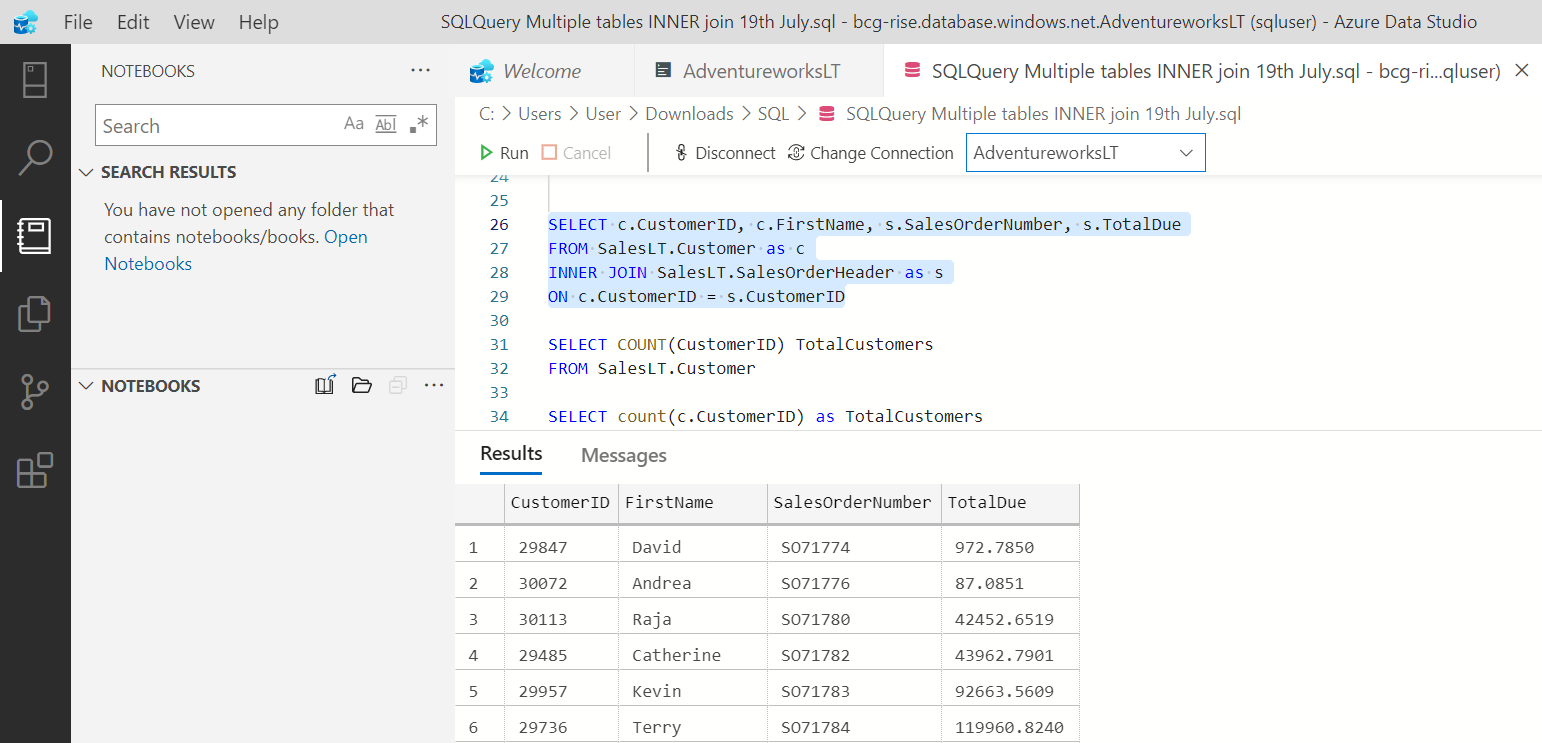 File Edit View Help SQLQuery Multiple tables INNER join 19th July.sql - bcg-rise.database.windows.net.AdventureworksLT (sqluser) - Azure Data Studio
NOTEBOOKS
Search Aa Abl .*
SEARCH RESULTS
You have not opened any folder that
contains notebooks/books. Open
Notebooks
NOTEBOOKS
Welcome AdventureworksLT SQLQuery Multiple tables INNER join 19th July.sql - bcg-ri...qluser)
C: > Users > User > Downloads > SQL > SQLQuery Multiple tables INNER join 19th July.sql
Run Cancel Disconnect Change Connection AdventureworksLT
24
25
26 SELECT c.CustomerID, c.FirstName, s.SalesOrderNumber, s.TotalDue
27 FROM SalesLT.Customer as c
28 INNER JOIN SalesLT.SalesOrderHeader as s
29 ON c.CustomerID = s.CustomerID
30
31 SELECT COUNT(CustomerID) TotalCustomers
32 FROM SalesLT.Customer
33
34 SELECT count(c.CustomerID) as TotalCustomers
Results Messages
CustomerID FirstName SalesOrderNumber TotalDue
1 29847 David SO71774 972.7850
2 30072 Andrea SO71776 87.0851
3 30113 Raja SO71780 42452.6519
4 29485 Catherine SO71782 43962.7901
5 29957 Kevin SO71783 92663.5609
6 29736 Terry SO71784 119960.8240